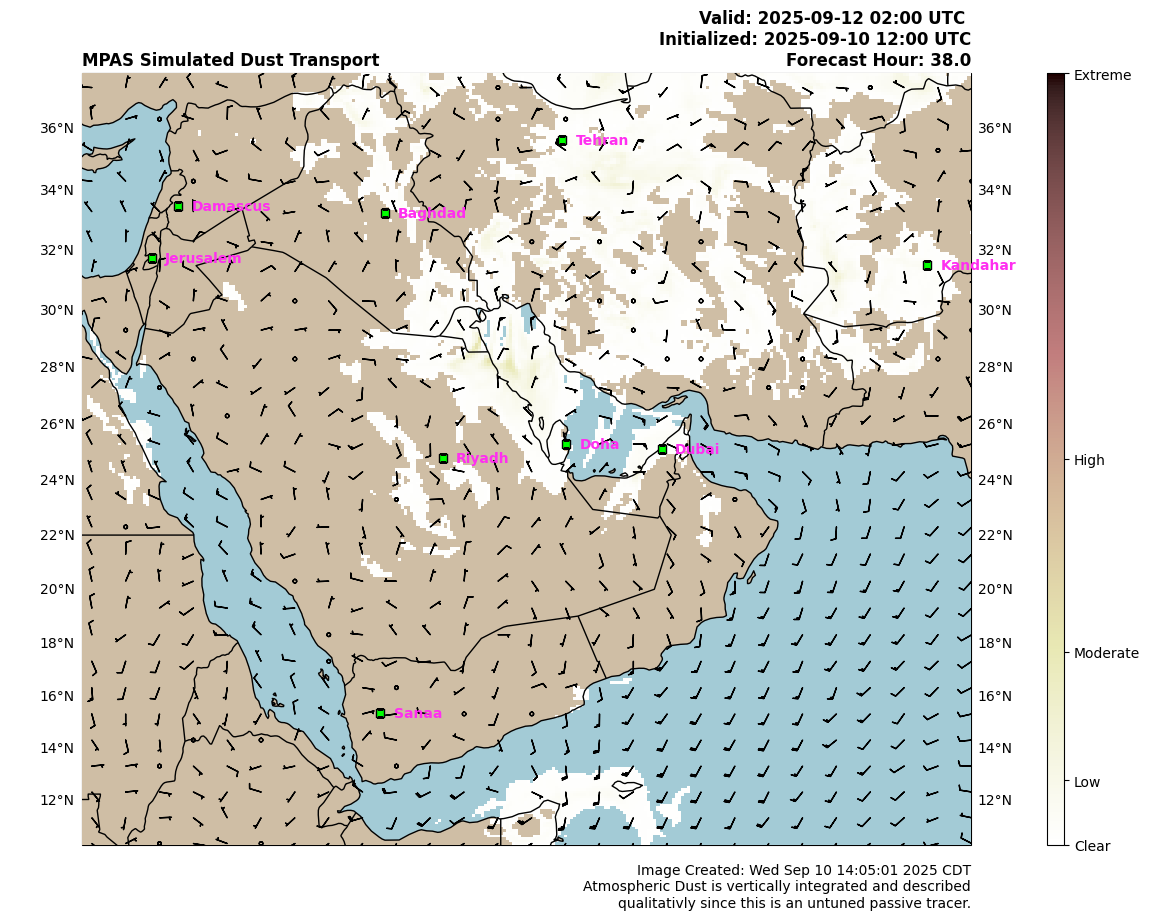 Valid: 2025-09-12 02:00 UTC
Initialized: 2025-09-10 12:00 UTC
MPAS Simulated Dust Transport
Forecast Hour: 38.0
36°N
34°N
32°N
30°N
28°N
26°N
24°N
22°N
20°N
18°N
16°N
14°N
12°N
Tehran
Damascus
Baghdad
Jerusalem
Kandahar
Doha
Dubai
Riyadh
Sanaa
36°N
34°N
32°N
30°N
28°N
26°N
24°N
22°N
20°N
18°N
16°N
14°N
12°N
Extreme
High
Moderate
Low
Clear
Image Created: Wed Sep 10 14:05:01 2025 CDT
Atmospheric Dust is vertically integrated and described
qualitativly since this is an untuned passive tracer.